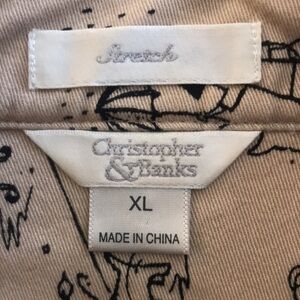 Stretch
Christopher
& Banks
XL
MADE IN CHINA